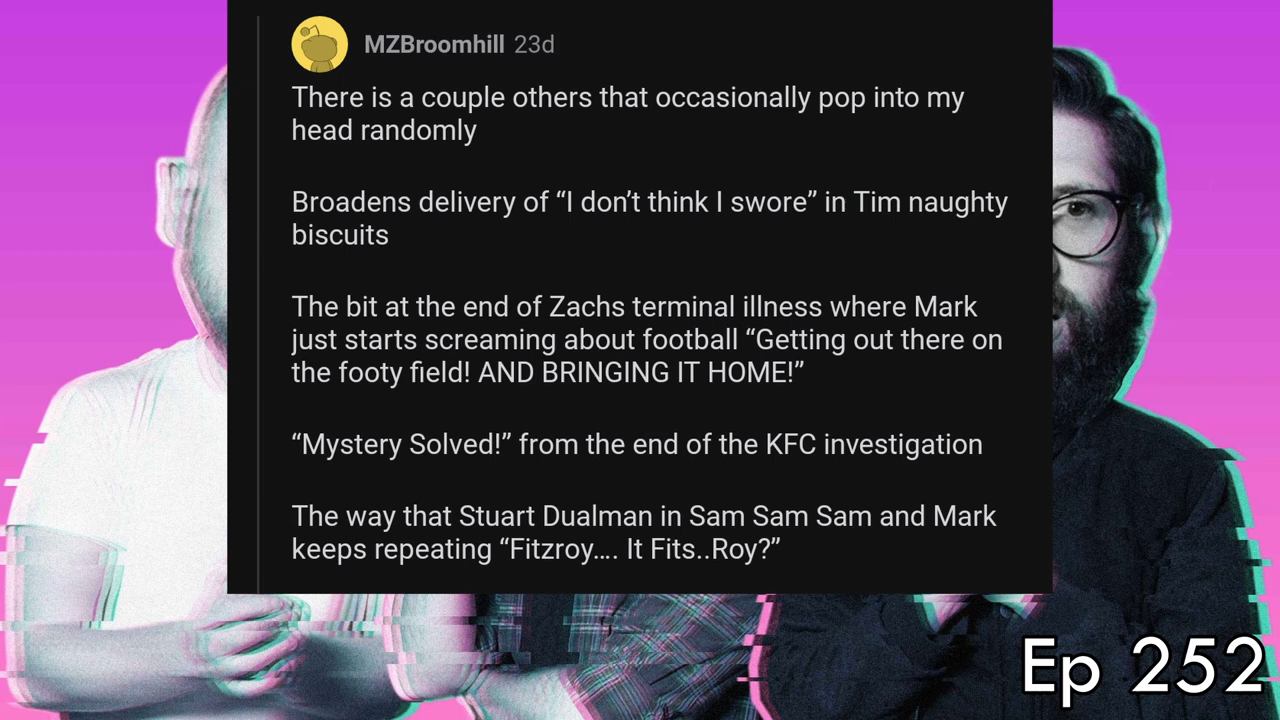 MZBroomhill 23d
There is a couple others that occasionally pop into my
head randomly
Broadens delivery of “I don’t think I swore” in Tim naughty
biscuits
The bit at the end of Zachs terminal illness where Mark
just starts screaming about football “Getting out there on
the footy field! AND BRINGING IT HOME!”
“Mystery Solved!” from the end of the KFC investigation
The way that Stuart Dualman in Sam Sam Sam and Mark
keeps repeating “Fitzroy…. It Fits..Roy?”
Ep 252